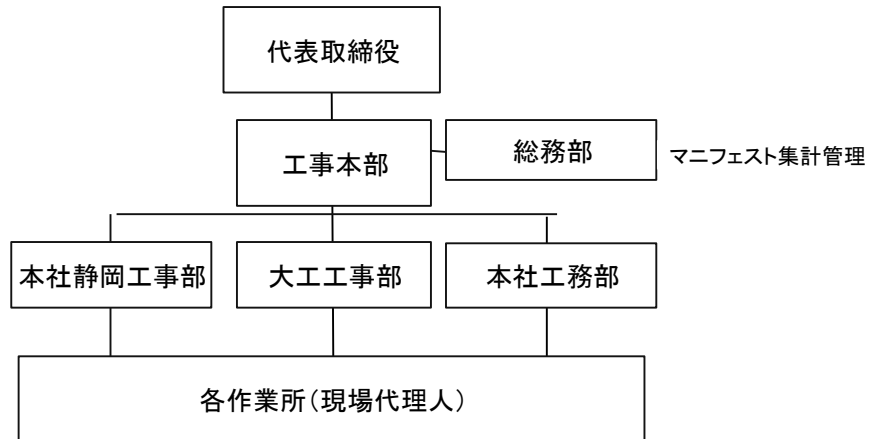 代表取締役
工事本部
総務部
マニフェスト集計管理
本社静岡工事部
大工工事部
本社工務部
各作業所(現場代理人)